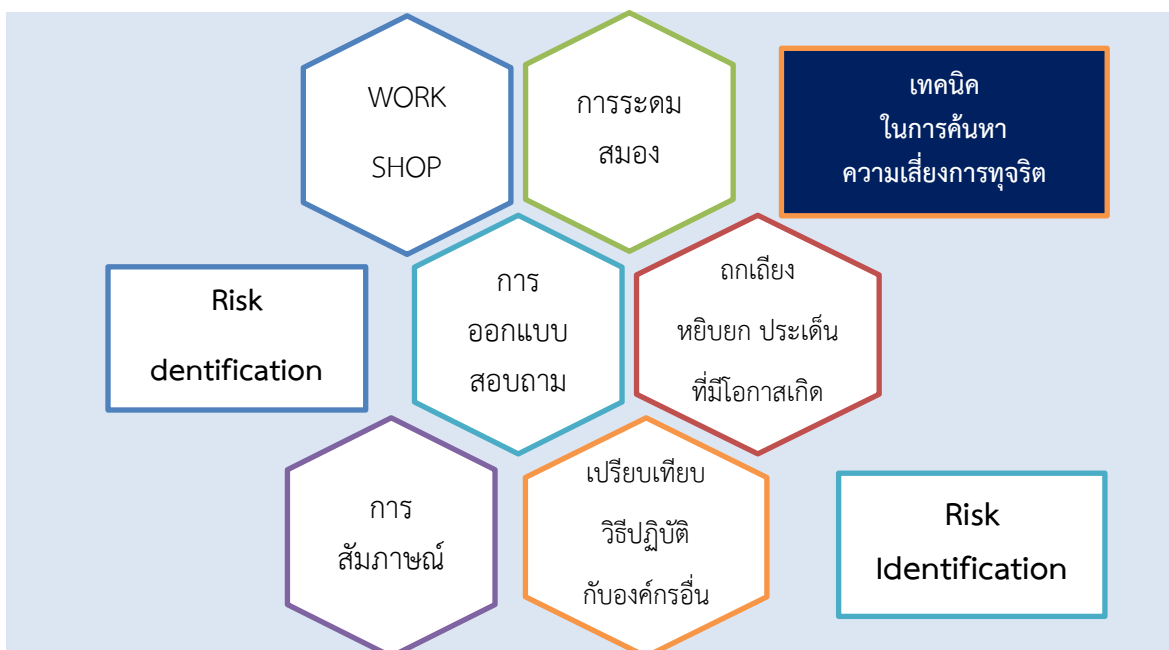 WORK
SHOP
การระดม
สมอง
เทคนิค
ในการค้นหา
ความเสี่ยงการทุจริต
Risk
dentification
การ
ออกแบบ
สอบถาม
ถกเถียง
หยิบยก ประเด็น
ที่มีโอกาสเกิด
การ
สัมภาษณ์
เปรียบเทียบ
วิธีปฏิบัติ
กับองค์กรอื่น
Risk
Identification